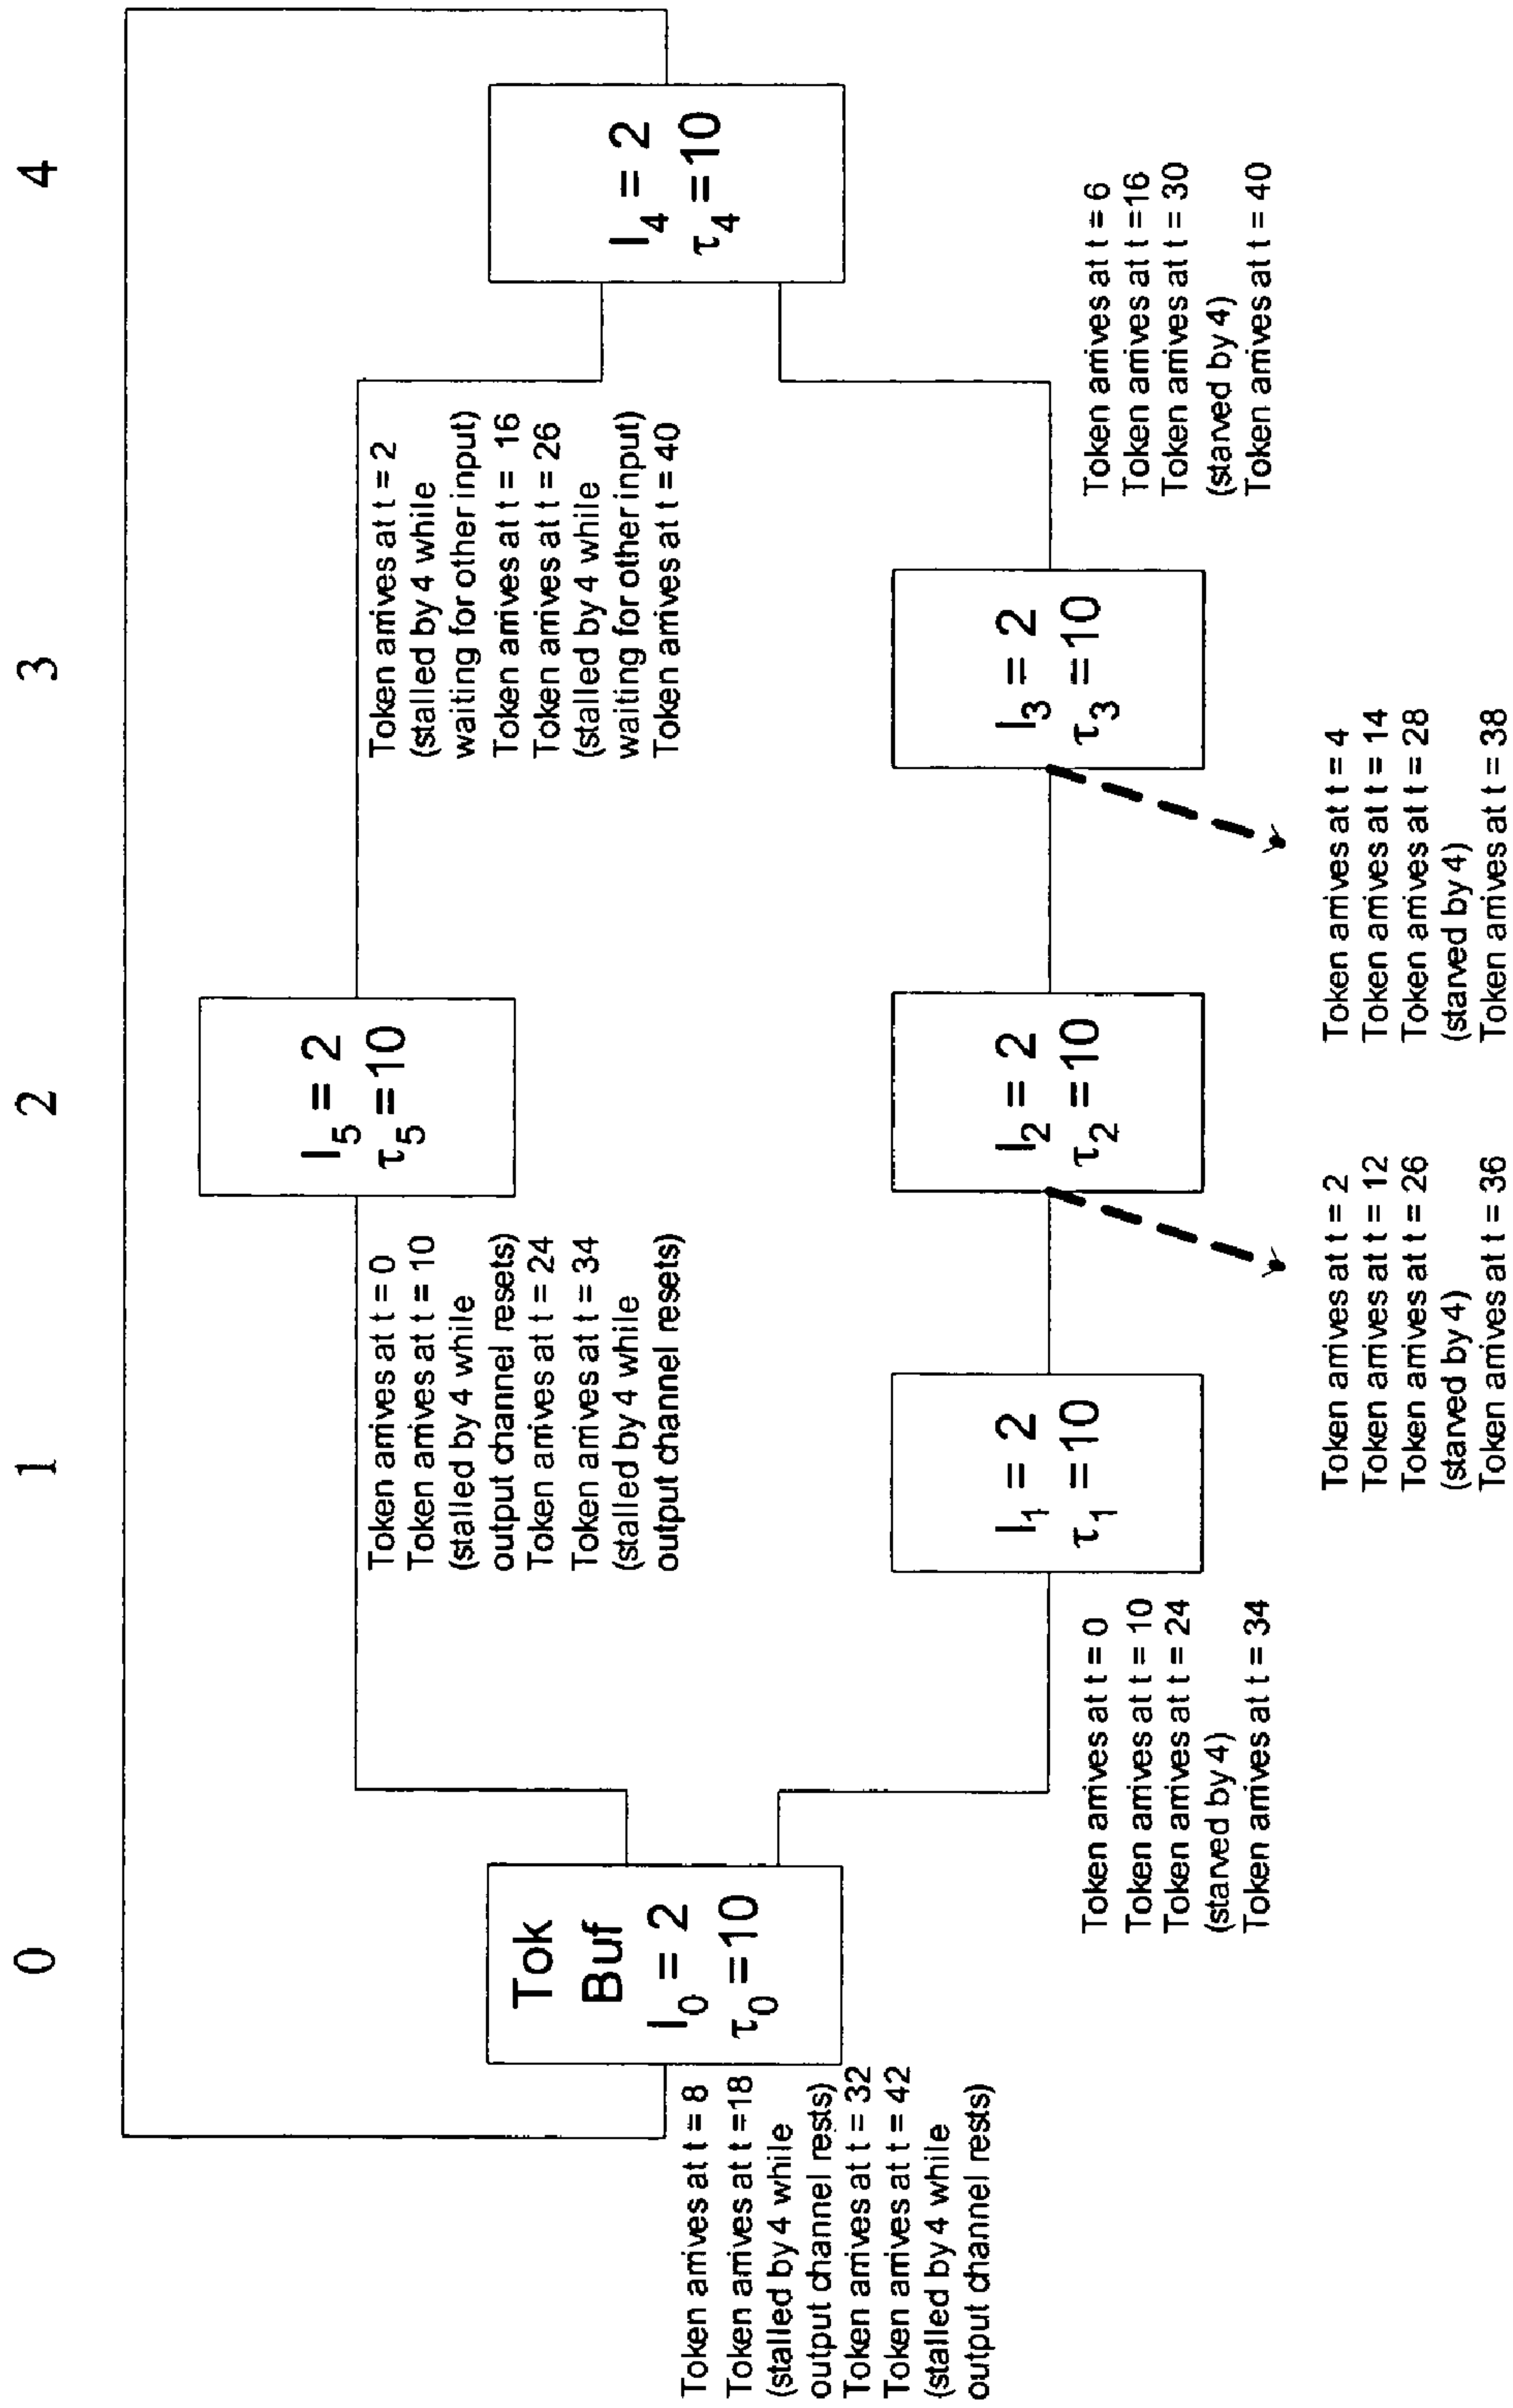 0 1 2 3 4
Tok
Buf
l₀ = 2
τ₀ = 10
Token arrives at t = 8
Token arrives at t = 18
(stalled by 4 while
output channel rests)
Token arrives at t = 32
Token arrives at t = 42
(stalled by 4 while
output channel rests)
Token arrives at t = 0
Token arrives at t = 10
(stalled by 4 while
output channel resets)
Token arrives at t = 24
Token arrives at t = 34
(stalled by 4 while
output channel resets)
l₅ = 2
τ₅ = 10
Token arrives at t = 2
(stalled by 4 while
waiting for other input)
Token arrives at t = 16
Token arrives at t = 26
(stalled by 4 while
waiting for other input)
Token arrives at t = 40
l₄ = 2
τ₄ = 10
Token arrives at t = 0
Token arrives at t = 10
Token arrives at t = 24
(starved by 4)
Token arrives at t = 34
l₁ = 2
τ₁ = 10
Token arrives at t = 2
Token arrives at t = 12
Token arrives at t = 26
(starved by 4)
Token arrives at t = 36
l₂ = 2
τ₂ = 10
Token arrives at t = 4
Token arrives at t = 14
Token arrives at t = 28
(starved by 4)
Token arrives at t = 38
l₃ = 2
τ₃ = 10
Token arrives at t = 6
Token arrives at t = 16
Token arrives at t = 30
(starved by 4)
Token arrives at t = 40